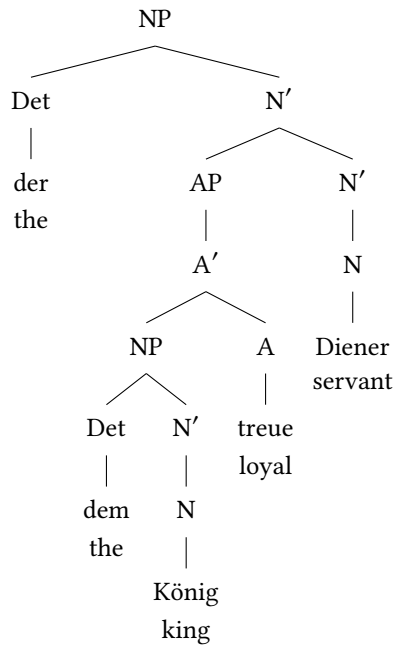 NP
Det N′
der
the
AP N′
A′ N
NP A Diener
servant
Det N′ treue
loyal
dem
the
N
König
king